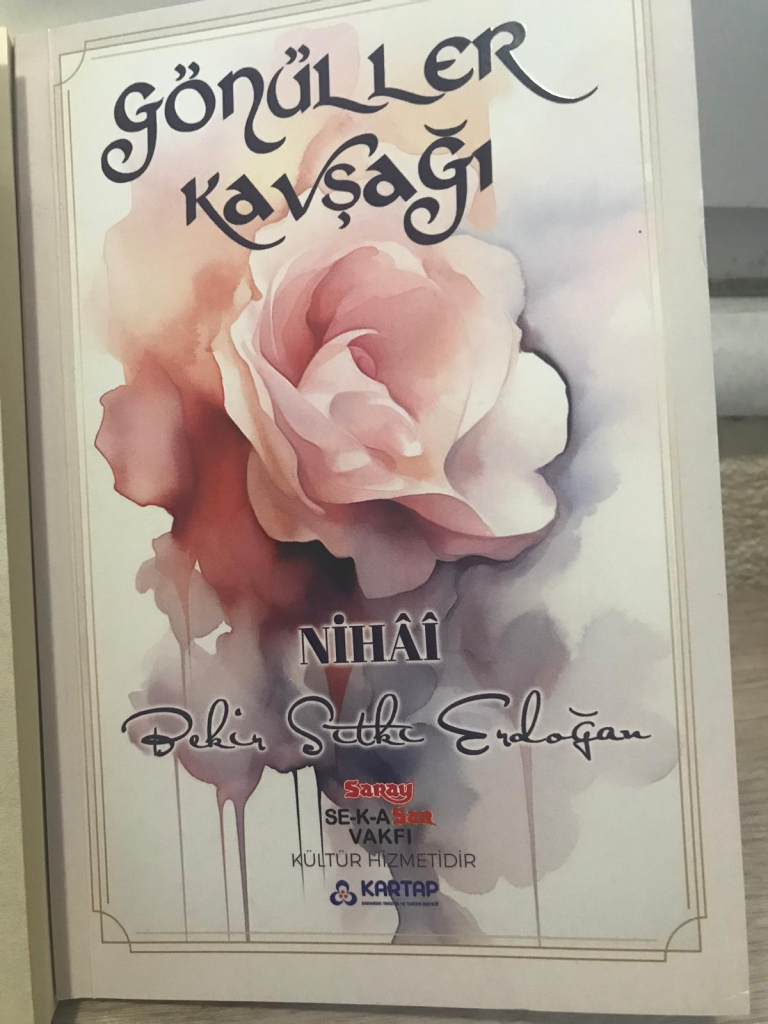 GÖNÜLLER
KAVŞAĞI
NİHÂÎ
Bekir Sıtkı Erdoğan
Saray
SE-K-A San
VAKFI
KÜLTÜR HİZMETİDİR
KARTAP